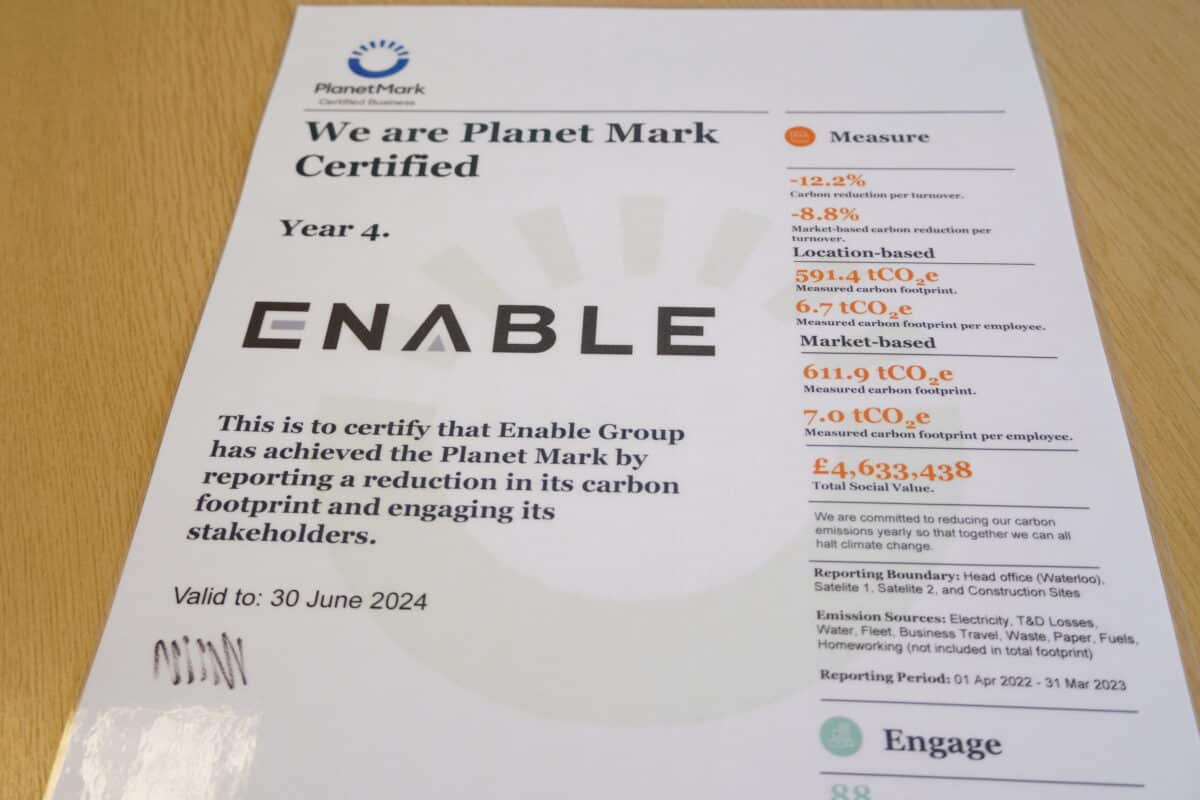 PlanetMark
Certified Business
We are Planet Mark
Certified
Year 4.
ENABLE
This is to certify that Enable Group
has achieved the Planet Mark by
reporting a reduction in its carbon
footprint and engaging its
stakeholders.
Valid to: 30 June 2024
Measure
-12.2%
Carbon reduction per turnover.
-8.8%
Market-based carbon reduction per
turnover.
Location-based
591.4 tCO₂e
Measured carbon footprint.
6.7 tCO₂e
Measured carbon footprint per employee.
Market-based
611.9 tCO₂e
Measured carbon footprint.
7.0 tCO₂e
Measured carbon footprint per employee.
£4,633,438
Total Social Value.
We are committed to reducing our carbon
emissions yearly so that together we can all
halt climate change.
Reporting Boundary: Head office (Waterloo),
Satelite 1, Satelite 2, and Construction Sites
Emission Sources: Electricity, T&D Losses,
Water, Fleet, Business Travel, Waste, Paper, Fuels,
Homeworking (not included in total footprint)
Reporting Period: 01 Apr 2022 - 31 Mar 2023
Engage
88